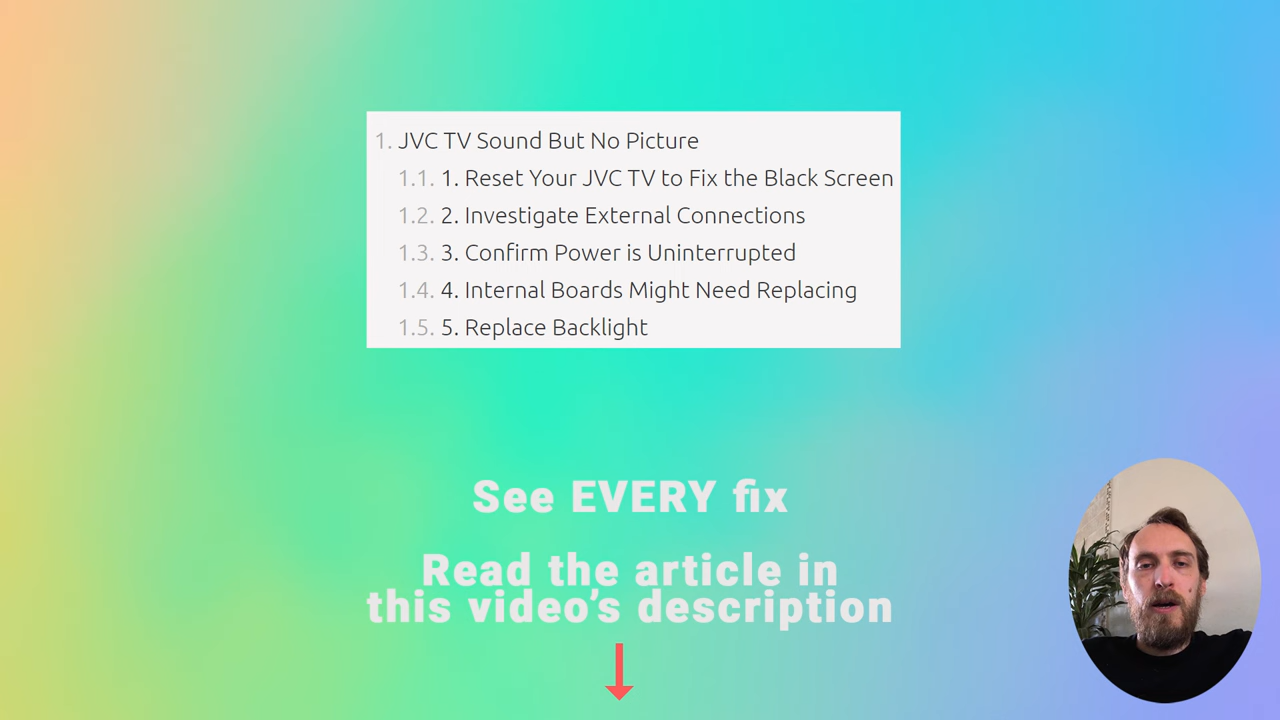 1. JVC TV Sound But No Picture
1.1. 1. Reset Your JVC TV to Fix the Black Screen
1.2. 2. Investigate External Connections
1.3. 3. Confirm Power is Uninterrupted
1.4. 4. Internal Boards Might Need Replacing
1.5. 5. Replace Backlight
See EVERY fix
Read the article in
this video's description